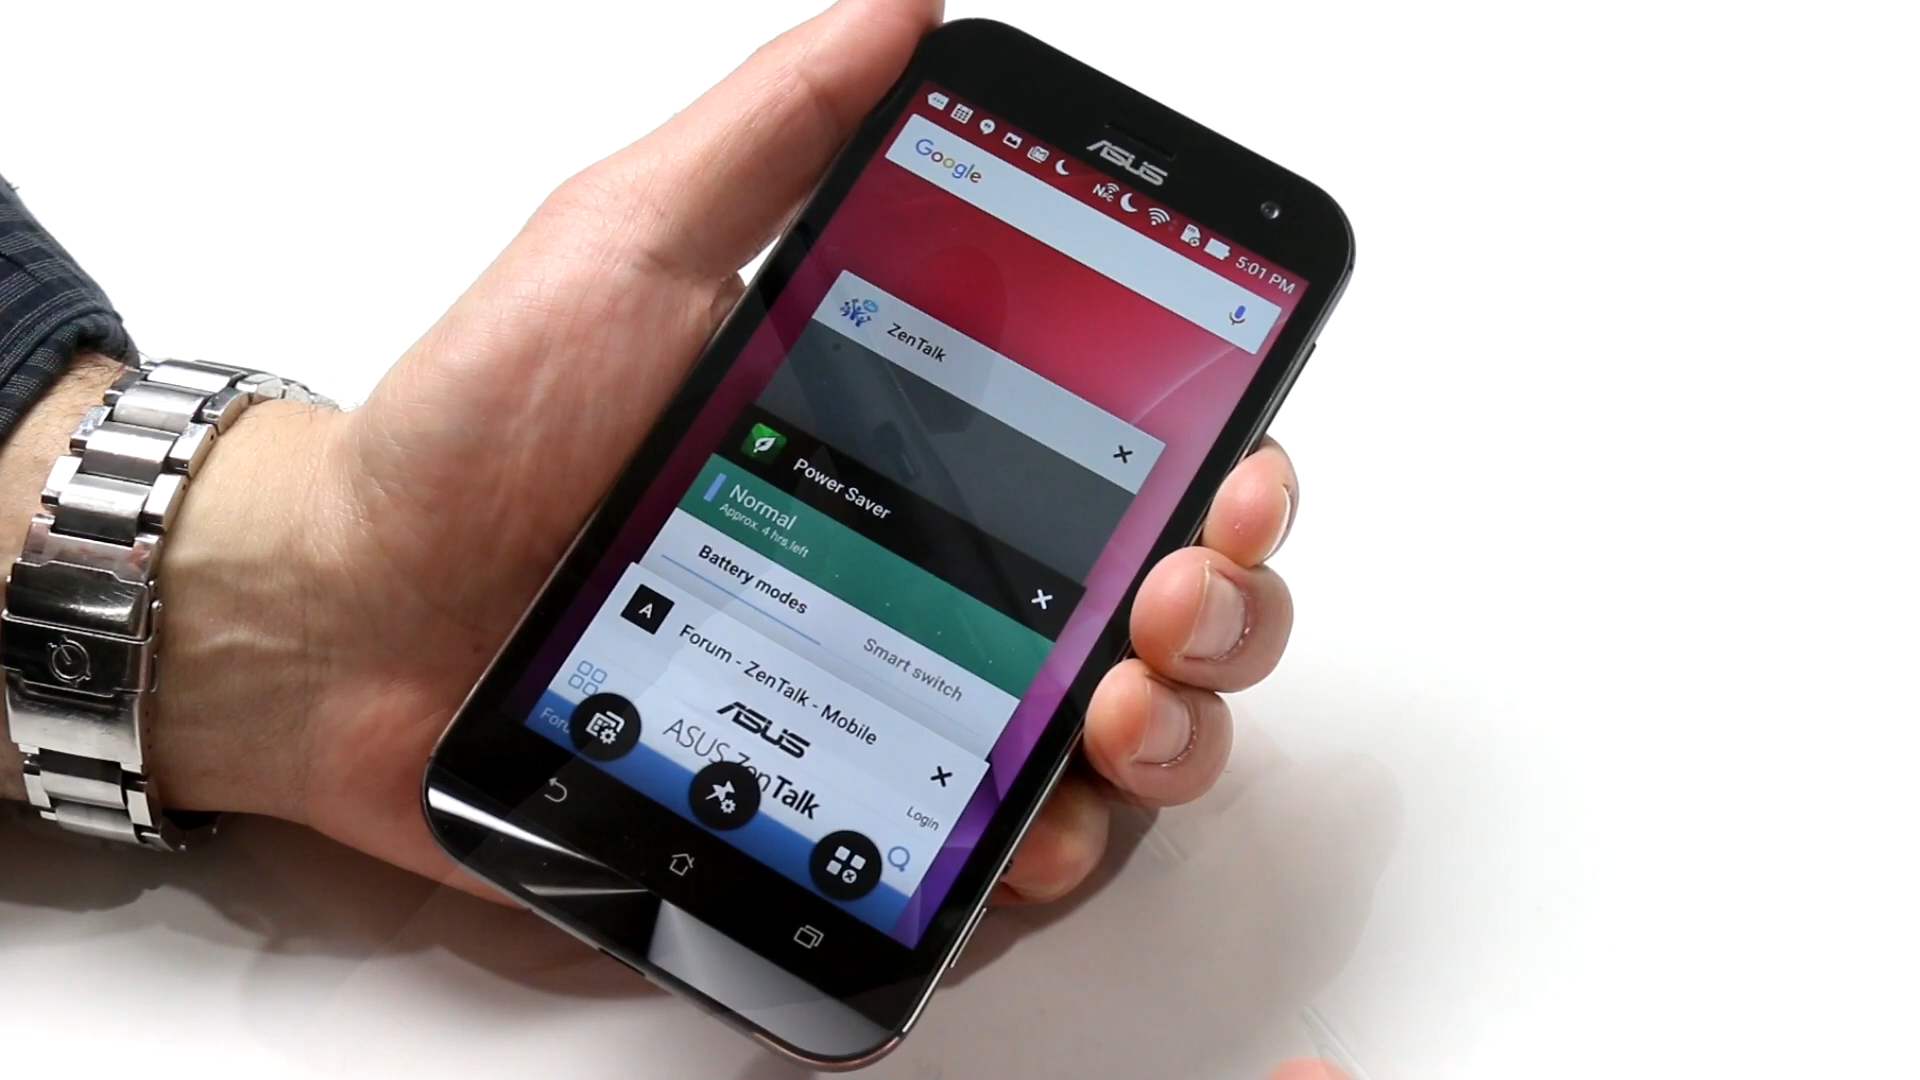 ASUS
NFC
5:01 PM
Google
ZenTalk
Power Saver
Normal
Approx. 4 hrs left
Battery modes
Smart switch
A
Forum - ZenTalk - Mobile
ASUS
ASUS ZenTalk
Login